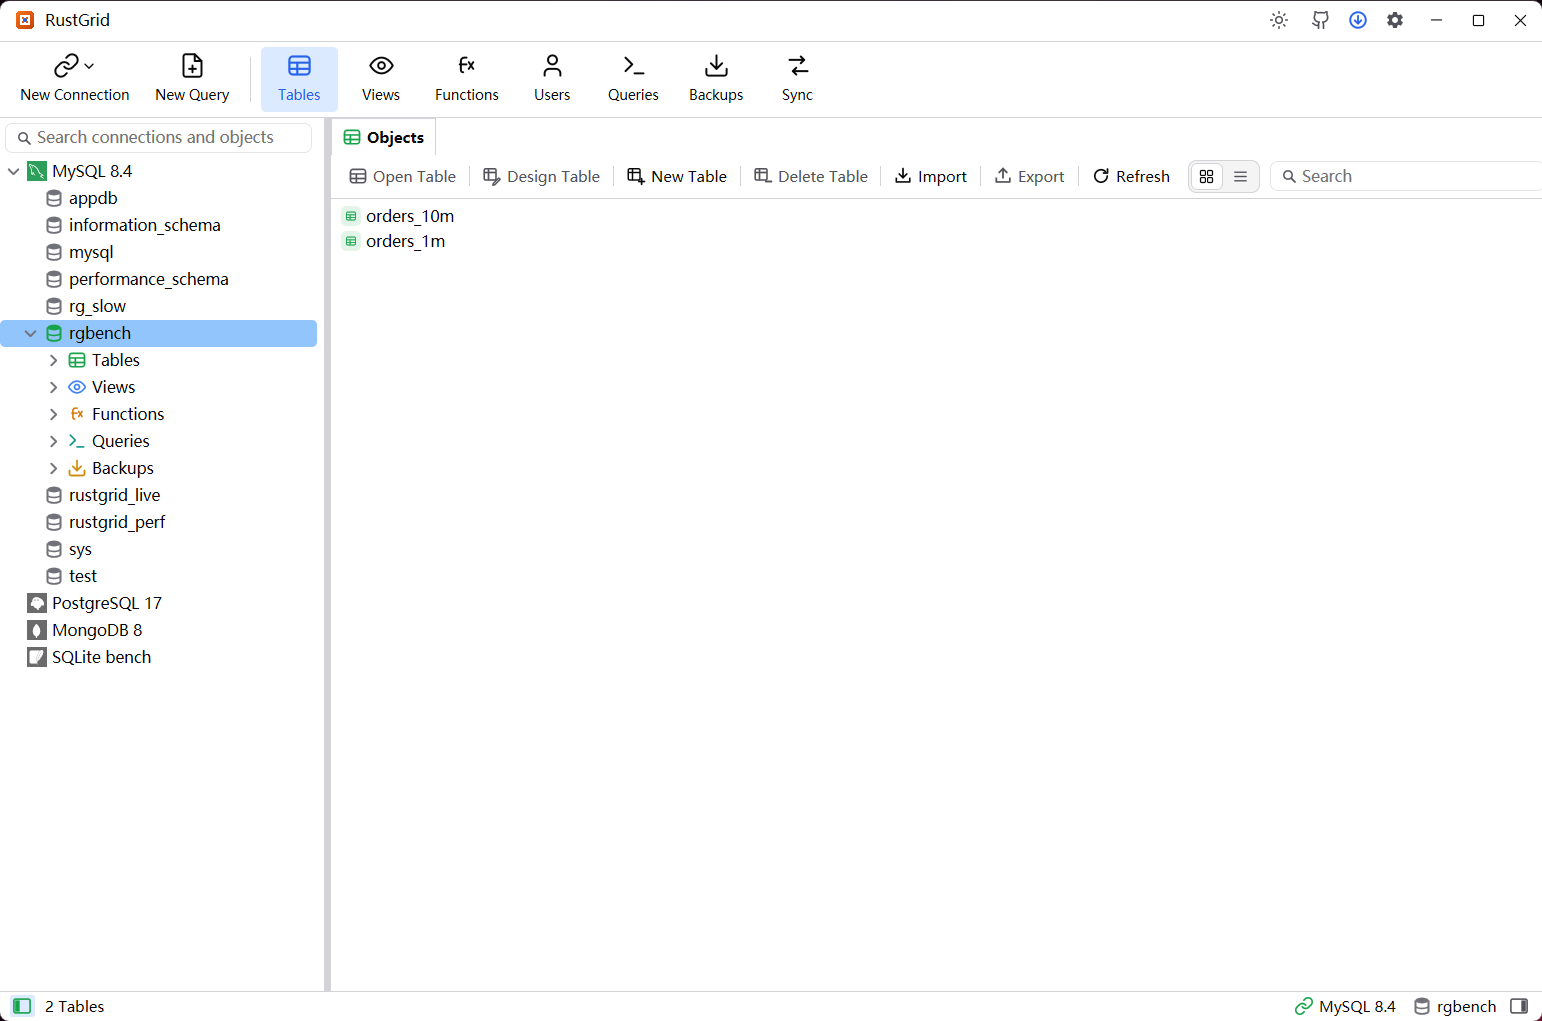 RustGrid
New Connection New Query Tables Views Functions Users Queries Backups Sync
Search connections and objects
Objects
Open Table Design Table New Table Delete Table Import Export Refresh Search
MySQL 8.4
appdb
information_schema
mysql
performance_schema
rg_slow
rgbench
Tables
Views
Functions
Queries
Backups
rustgrid_live
rustgrid_perf
sys
test
PostgreSQL 17
MongoDB 8
SQLite bench
orders_10m
orders_1m
2 Tables
MySQL 8.4 rgbench